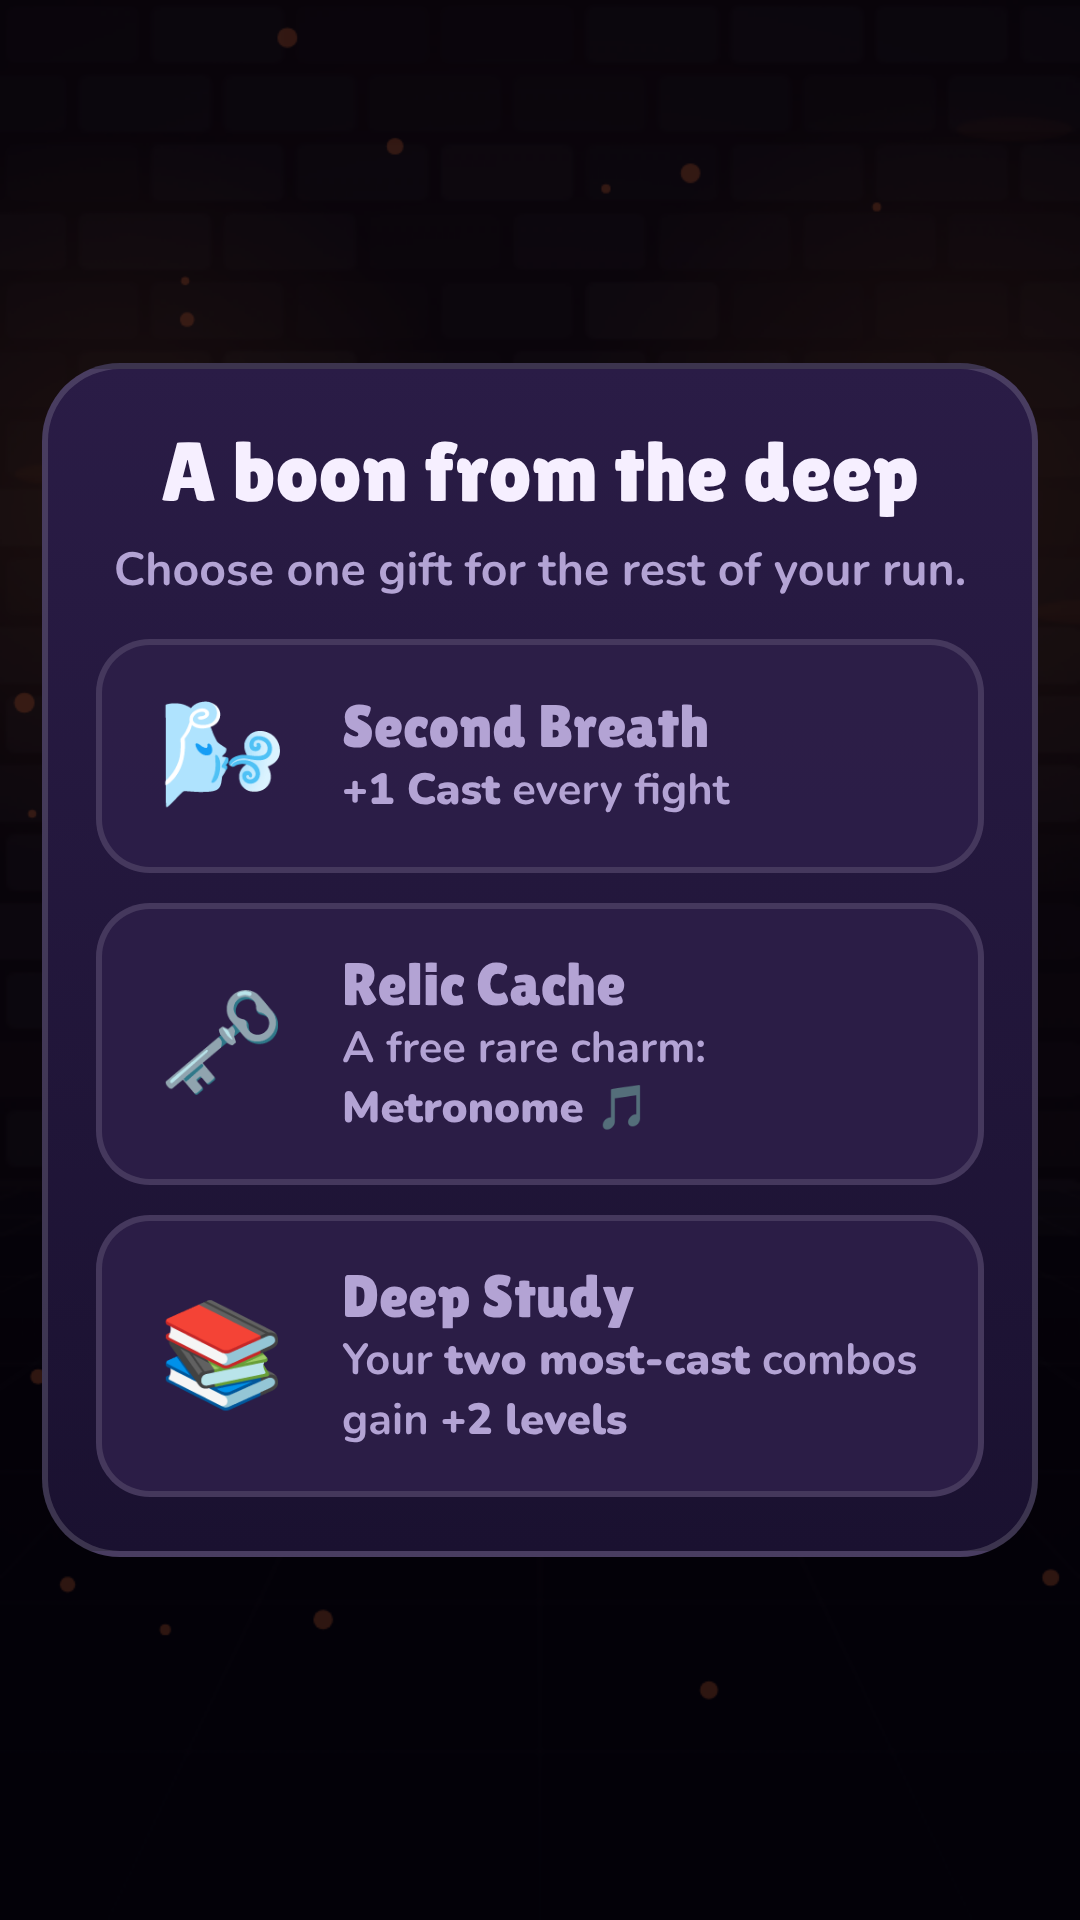 A boon from the deep
Choose one gift for the rest of your run.
Second Breath
+1 Cast every fight
Relic Cache
A free rare charm:
Metronome 🎵
Deep Study
Your two most-cast combos
gain +2 levels